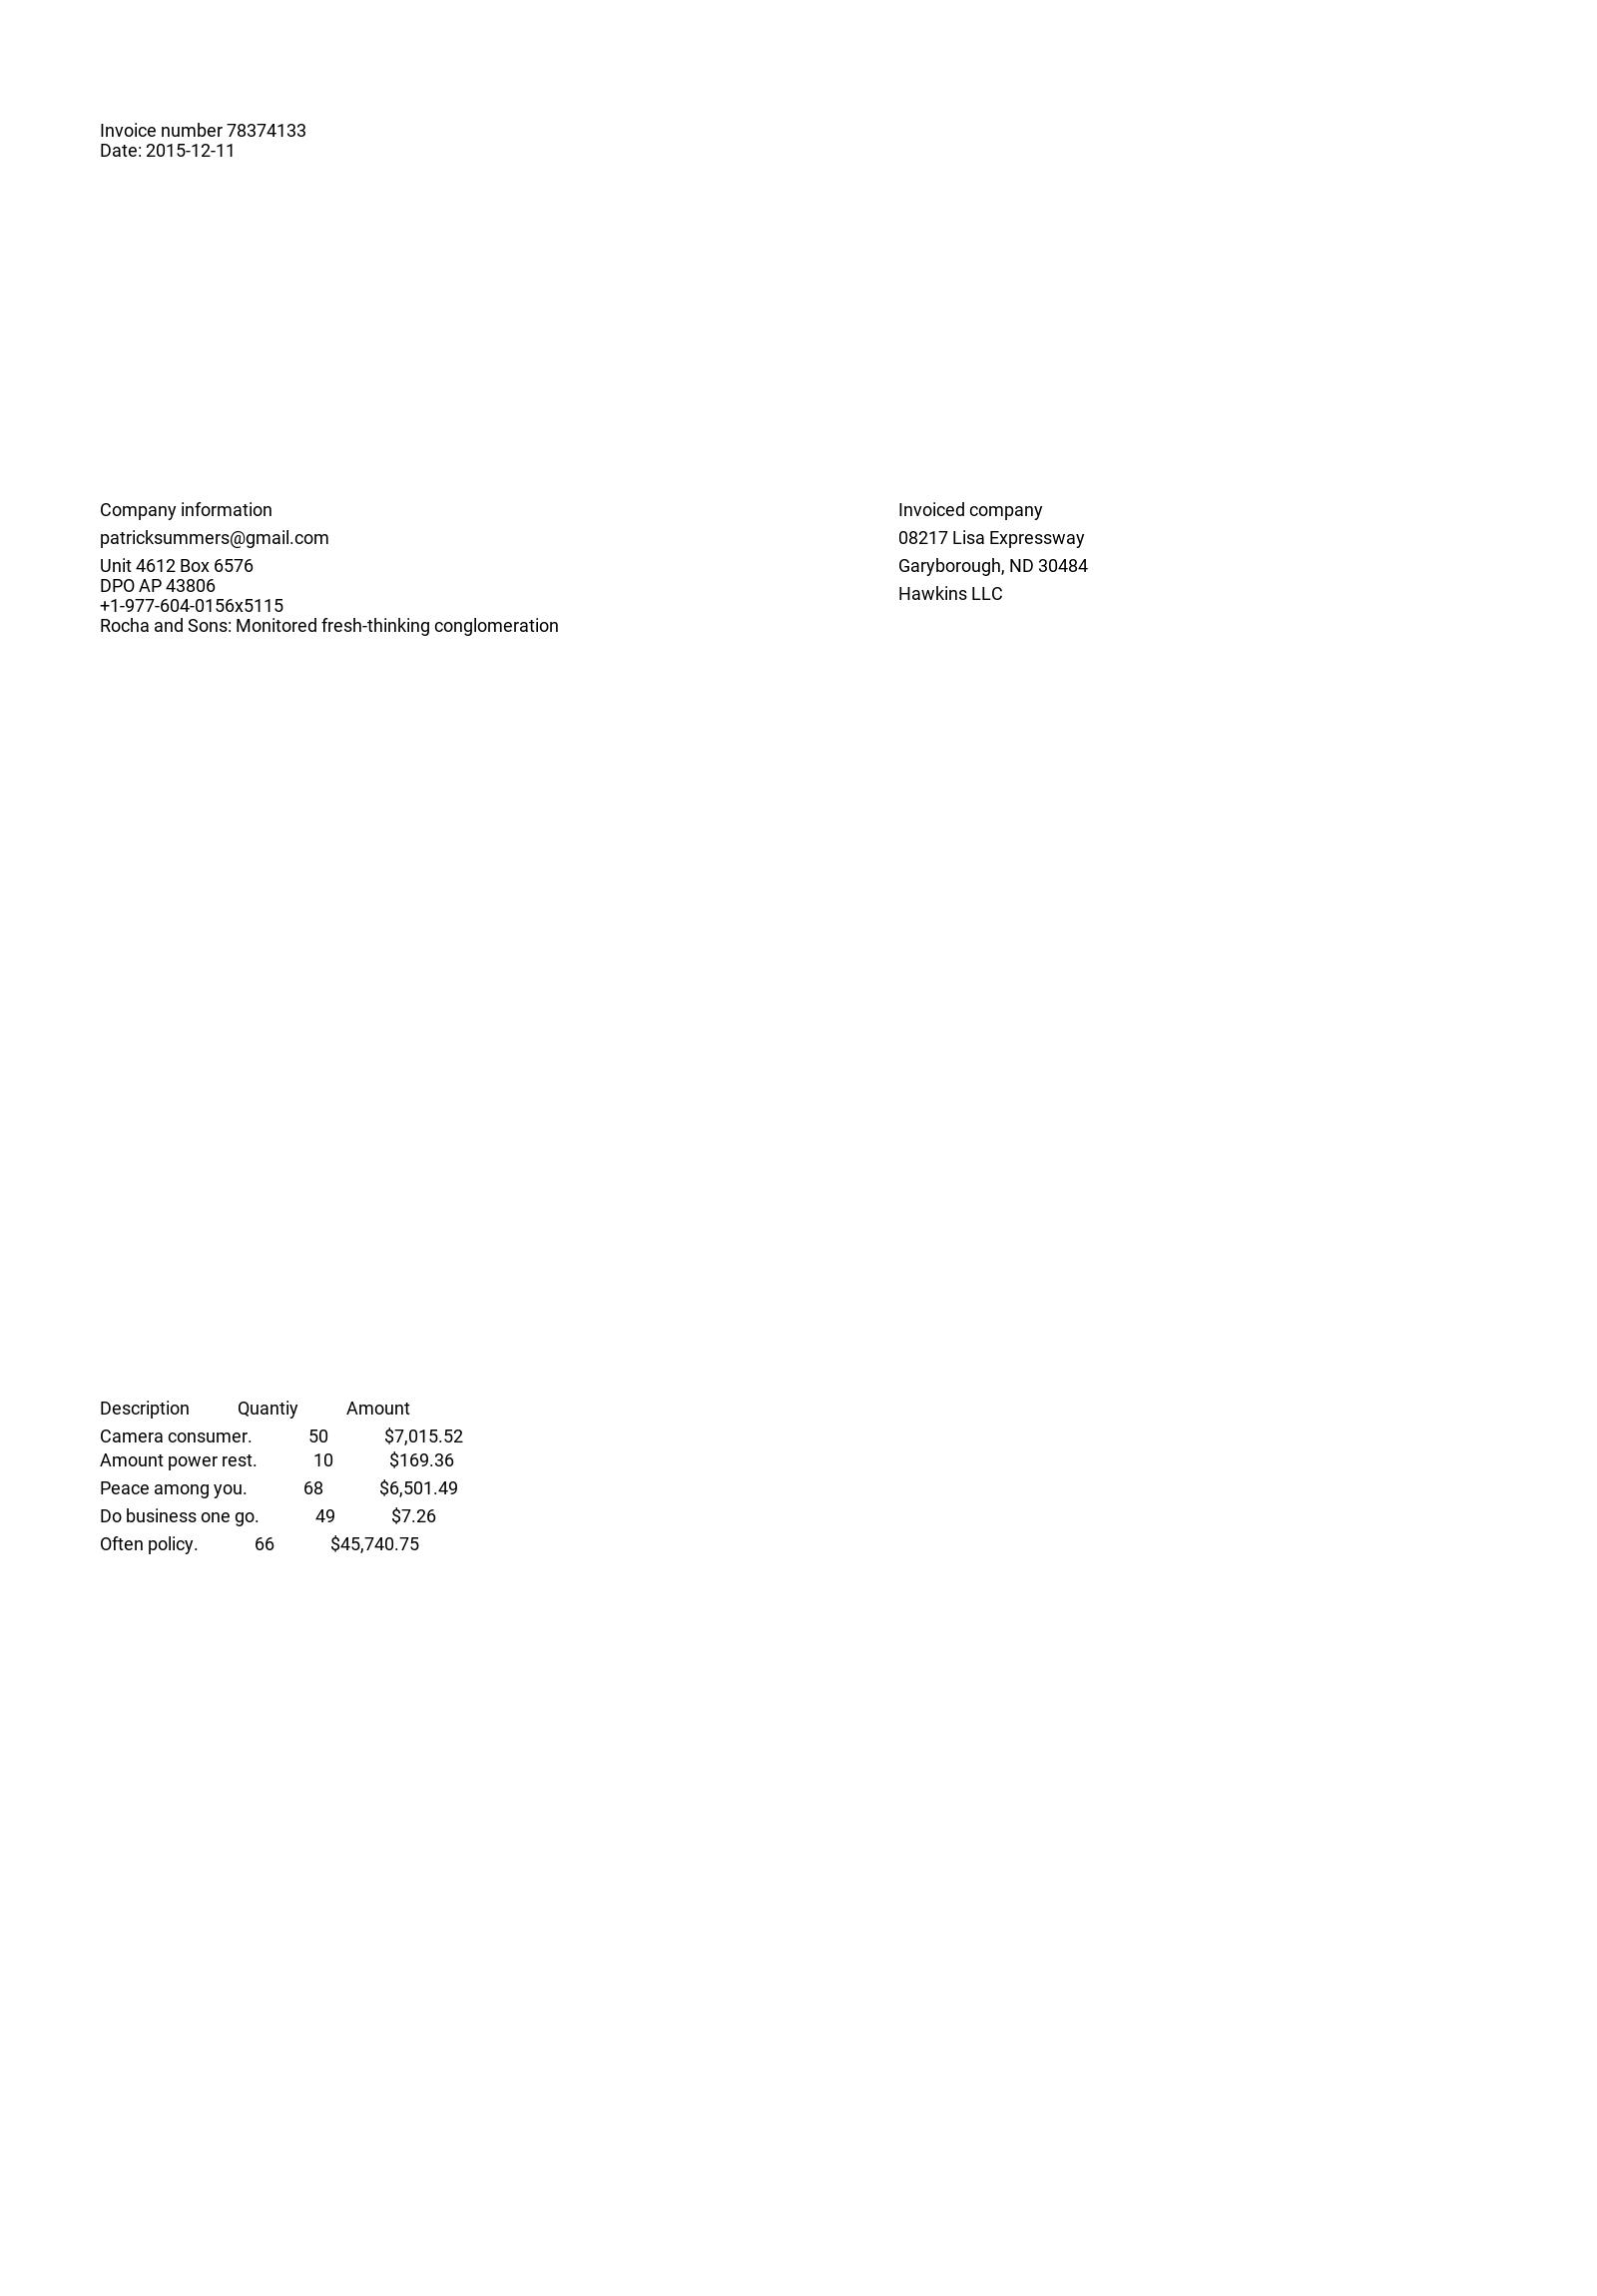 Invoice number 78374133
Date: 2015-12-11
Company information
patricksummers@gmail.com
Unit 4612 Box 6576
DPO AP 43806
+1-977-604-0156x5115
Rocha and Sons: Monitored fresh-thinking conglomeration
Invoiced company
08217 Lisa Expressway
Garyborough, ND 30484
Hawkins LLC
Description Quantiy Amount
Camera consumer. 50 $7,015.52
Amount power rest. 10 $169.36
Peace among you. 68 $6,501.49
Do business one go. 49 $7.26
Often policy. 66 $45,740.75